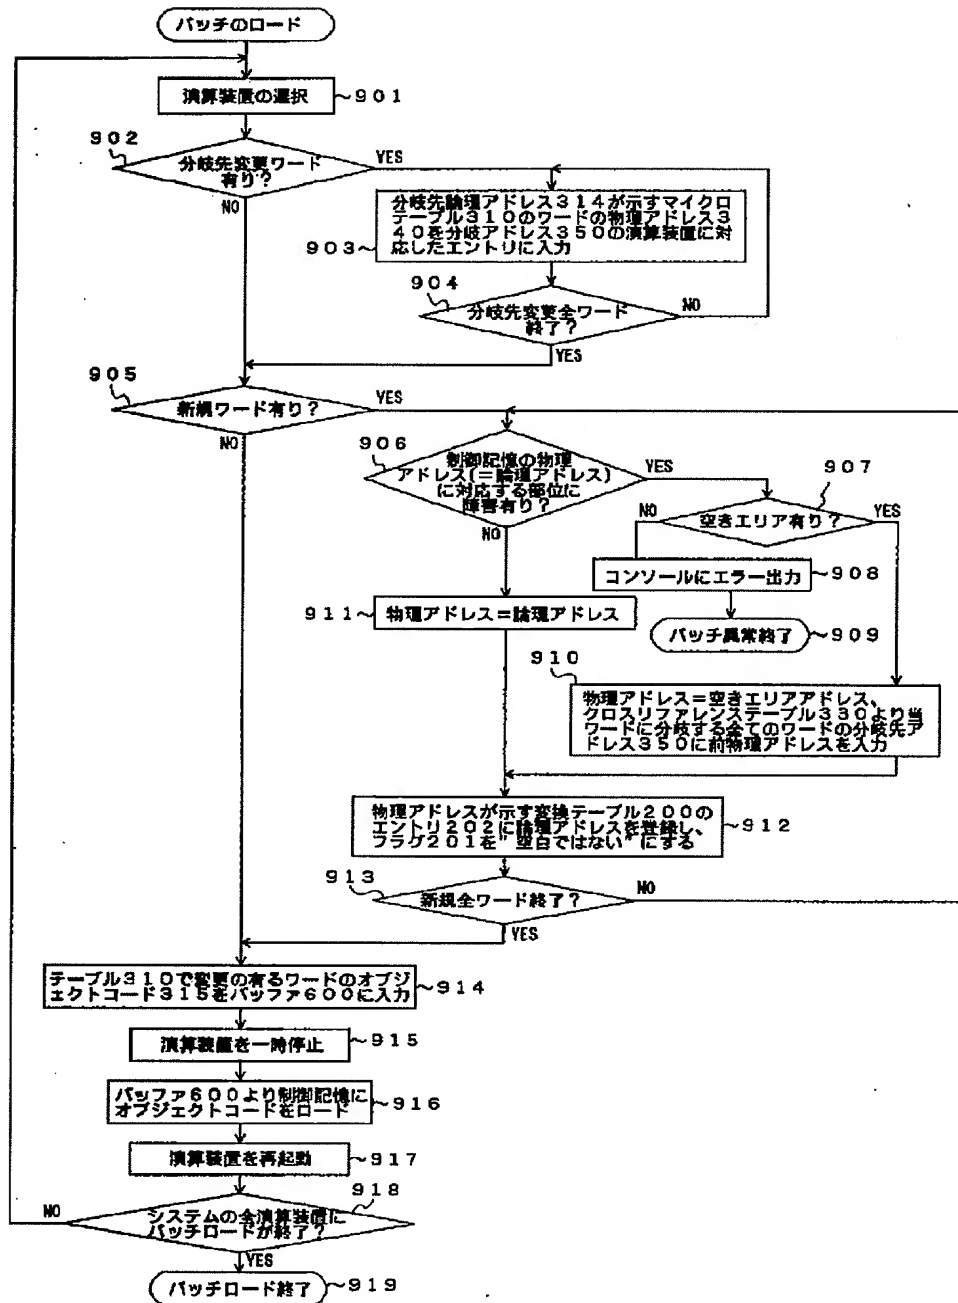 パッチのロード
演算装置の選択
901
902
分岐先変更ワード
有り？
YES
NO
分岐先論理アドレス314が示すマイクロ
テーブル310のワードの物理アドレス3
40を分岐アドレス350の演算装置に対
応したエントリに入力
903
904
分岐先変更全ワード
終了？
NO
YES
905
新規ワード有り？
YES
NO
906
制御記憶の物理
アドレス(＝論理アドレス)
に対応する部位に
障害有り？
YES
NO
907
空きエリア有り？
NO
YES
コンソールにエラー出力
908
パッチ異常終了
909
911
物理アドレス＝論理アドレス
910
物理アドレス＝空きエリアアドレス、
クロスリファレンステーブル330より当
ワードに分岐する全てのワードの分岐先ア
ドレス350に前物理アドレスを入力
物理アドレスが示す変換テーブル200の
エントリ202に論理アドレスを登録し、
フラグ201を"空白ではない"にする
912
913
新規全ワード終了？
NO
YES
テーブル310で変更の有るワードのオブジ
ェクトコード315をバッファ600に入力
914
演算装置を一時停止
915
バッファ600より制御記憶に
オブジェクトコードをロード
916
演算装置を再起動
917
918
システムの全演算装置に
パッチロードが終了？
NO
YES
パッチロード終了
919